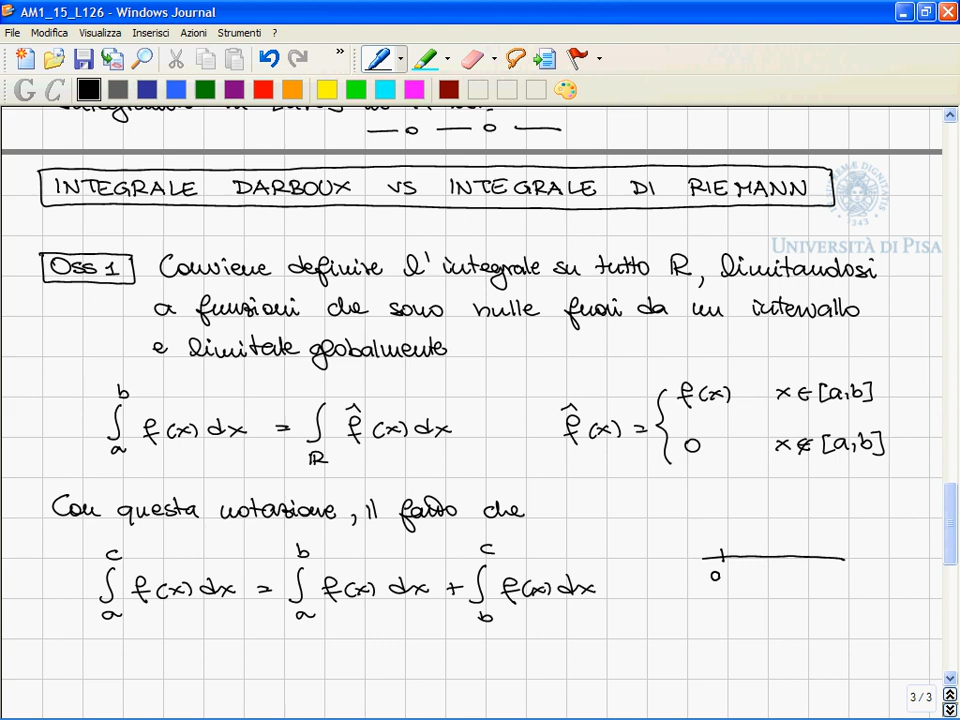 AM1_15_L126 - Windows Journal
File Modifica Visualizza Inserisci Azioni Strumenti ?
INTEGRALE DARBOUX VS INTEGRALE DI RIEMANN
UNIVERSITÀ DI PISA
Oss 1 Conviene definire l'integrale su tutto ℝ, limitandosi
a funzioni che sono nulle fuori da un intervallo
e limitate globalmente
∫_a^b f(x) dx = ∫_ℝ f̂(x) dx f̂(x) = { f(x) x ∈ [a,b]
0 x ∉ [a,b]
Con questa notazione, il fatto che
∫_a^c f(x) dx = ∫_a^b f(x) dx + ∫_b^c f(x) dx
a
3 / 3